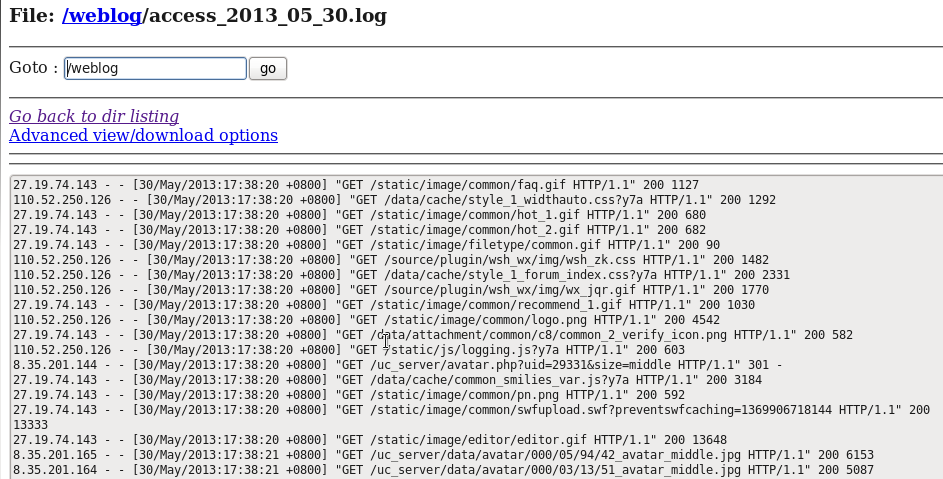 File: /weblog/access_2013_05_30.log
Goto : /weblog go
Go back to dir listing
Advanced view/download options
27.19.74.143 - - [30/May/2013:17:38:20 +0800] "GET /static/image/common/faq.gif HTTP/1.1" 200 1127
110.52.250.126 - - [30/May/2013:17:38:20 +0800] "GET /data/cache/style_1_widthauto.css?y7a HTTP/1.1" 200 1292
27.19.74.143 - - [30/May/2013:17:38:20 +0800] "GET /static/image/common/hot_1.gif HTTP/1.1" 200 680
27.19.74.143 - - [30/May/2013:17:38:20 +0800] "GET /static/image/common/hot_2.gif HTTP/1.1" 200 682
27.19.74.143 - - [30/May/2013:17:38:20 +0800] "GET /static/image/filetype/common.gif HTTP/1.1" 200 90
110.52.250.126 - - [30/May/2013:17:38:20 +0800] "GET /source/plugin/wsh_wx/img/wsh_zk.css HTTP/1.1" 200 1482
110.52.250.126 - - [30/May/2013:17:38:20 +0800] "GET /data/cache/style_1_forum_index.css?y7a HTTP/1.1" 200 2331
110.52.250.126 - - [30/May/2013:17:38:20 +0800] "GET /source/plugin/wsh_wx/img/wx_jqr.gif HTTP/1.1" 200 1770
27.19.74.143 - - [30/May/2013:17:38:20 +0800] "GET /static/image/common/recommend_1.gif HTTP/1.1" 200 1030
110.52.250.126 - - [30/May/2013:17:38:20 +0800] "GET /static/image/common/logo.png HTTP/1.1" 200 4542
27.19.74.143 - - [30/May/2013:17:38:20 +0800] "GET /data/attachment/common/c8/common_2_verify_icon.png HTTP/1.1" 200 582
110.52.250.126 - - [30/May/2013:17:38:20 +0800] "GET /static/js/logging.js?y7a HTTP/1.1" 200 603
8.35.201.144 - - [30/May/2013:17:38:20 +0800] "GET /uc_server/avatar.php?uid=29331&size=middle HTTP/1.1" 301 -
27.19.74.143 - - [30/May/2013:17:38:20 +0800] "GET /data/cache/common_smilies_var.js?y7a HTTP/1.1" 200 3184
27.19.74.143 - - [30/May/2013:17:38:20 +0800] "GET /static/image/common/pn.png HTTP/1.1" 200 592
27.19.74.143 - - [30/May/2013:17:38:20 +0800] "GET /static/image/common/swfupload.swf?preventswfcaching=1369906718144 HTTP/1.1" 200
13333
27.19.74.143 - - [30/May/2013:17:38:20 +0800] "GET /static/image/editor/editor.gif HTTP/1.1" 200 13648
8.35.201.165 - - [30/May/2013:17:38:21 +0800] "GET /uc_server/data/avatar/000/05/94/42_avatar_middle.jpg HTTP/1.1" 200 6153
8.35.201.164 - - [30/May/2013:17:38:21 +0800] "GET /uc_server/data/avatar/000/03/13/51_avatar_middle.jpg HTTP/1.1" 200 5087